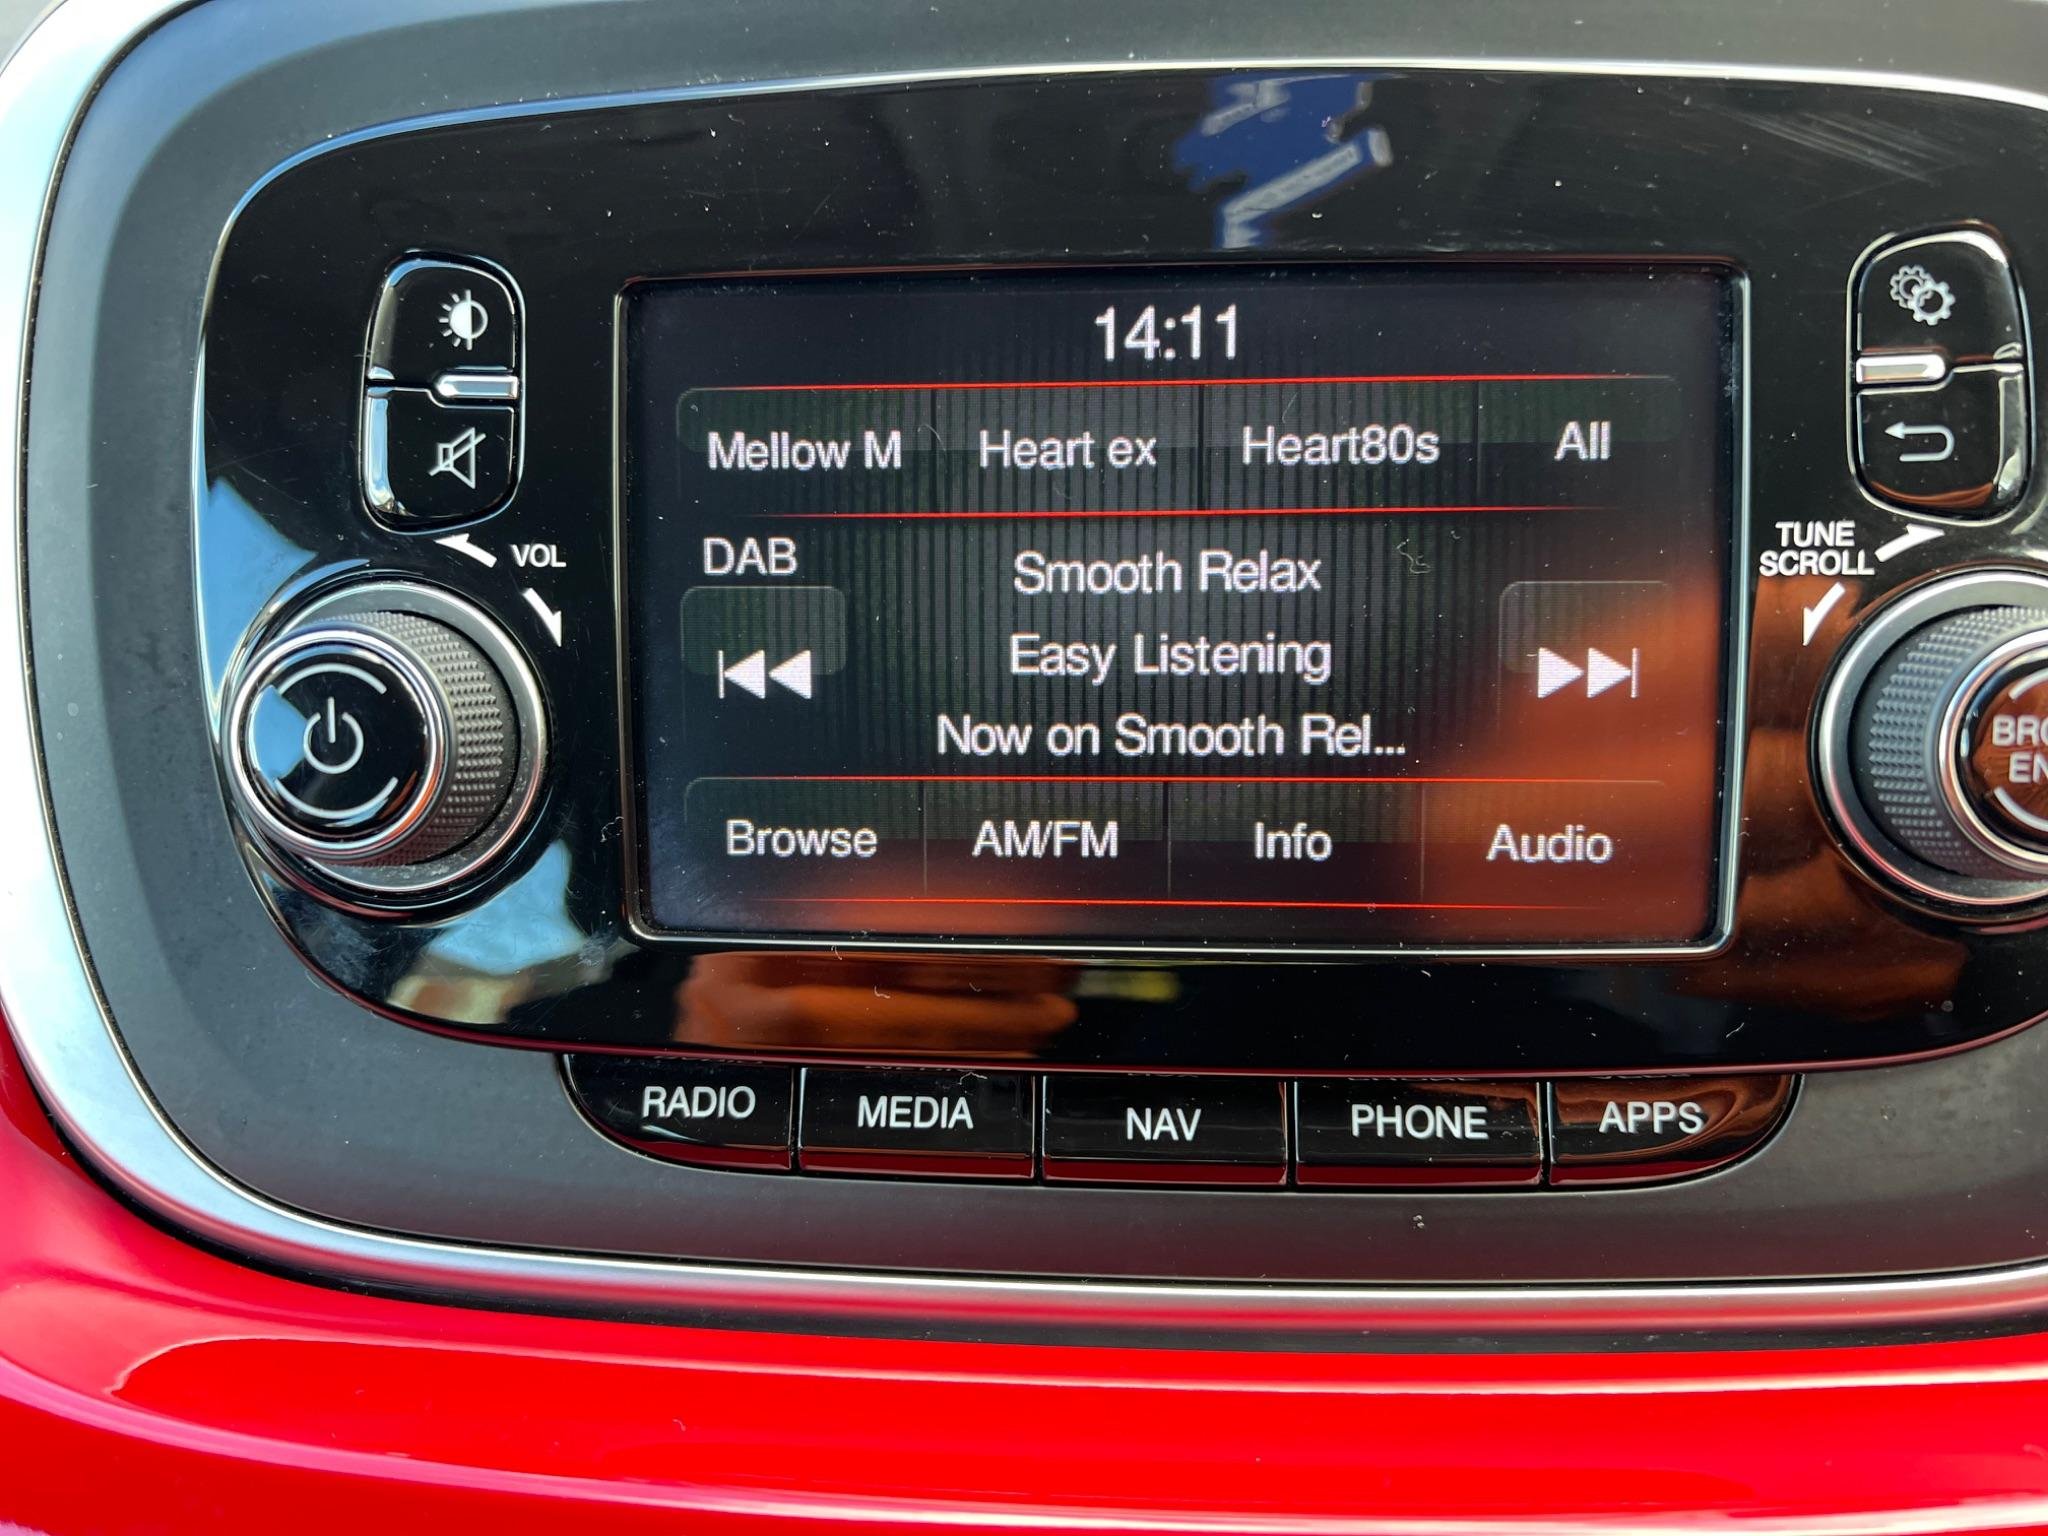 14:11
Mellow M Heart ex Heart80s All
VOL
DAB
Smooth Relax
TUNE
SCROLL
Easy Listening
Now on Smooth Rel...
Browse AM/FM Info Audio
RADIO MEDIA NAV PHONE APPS